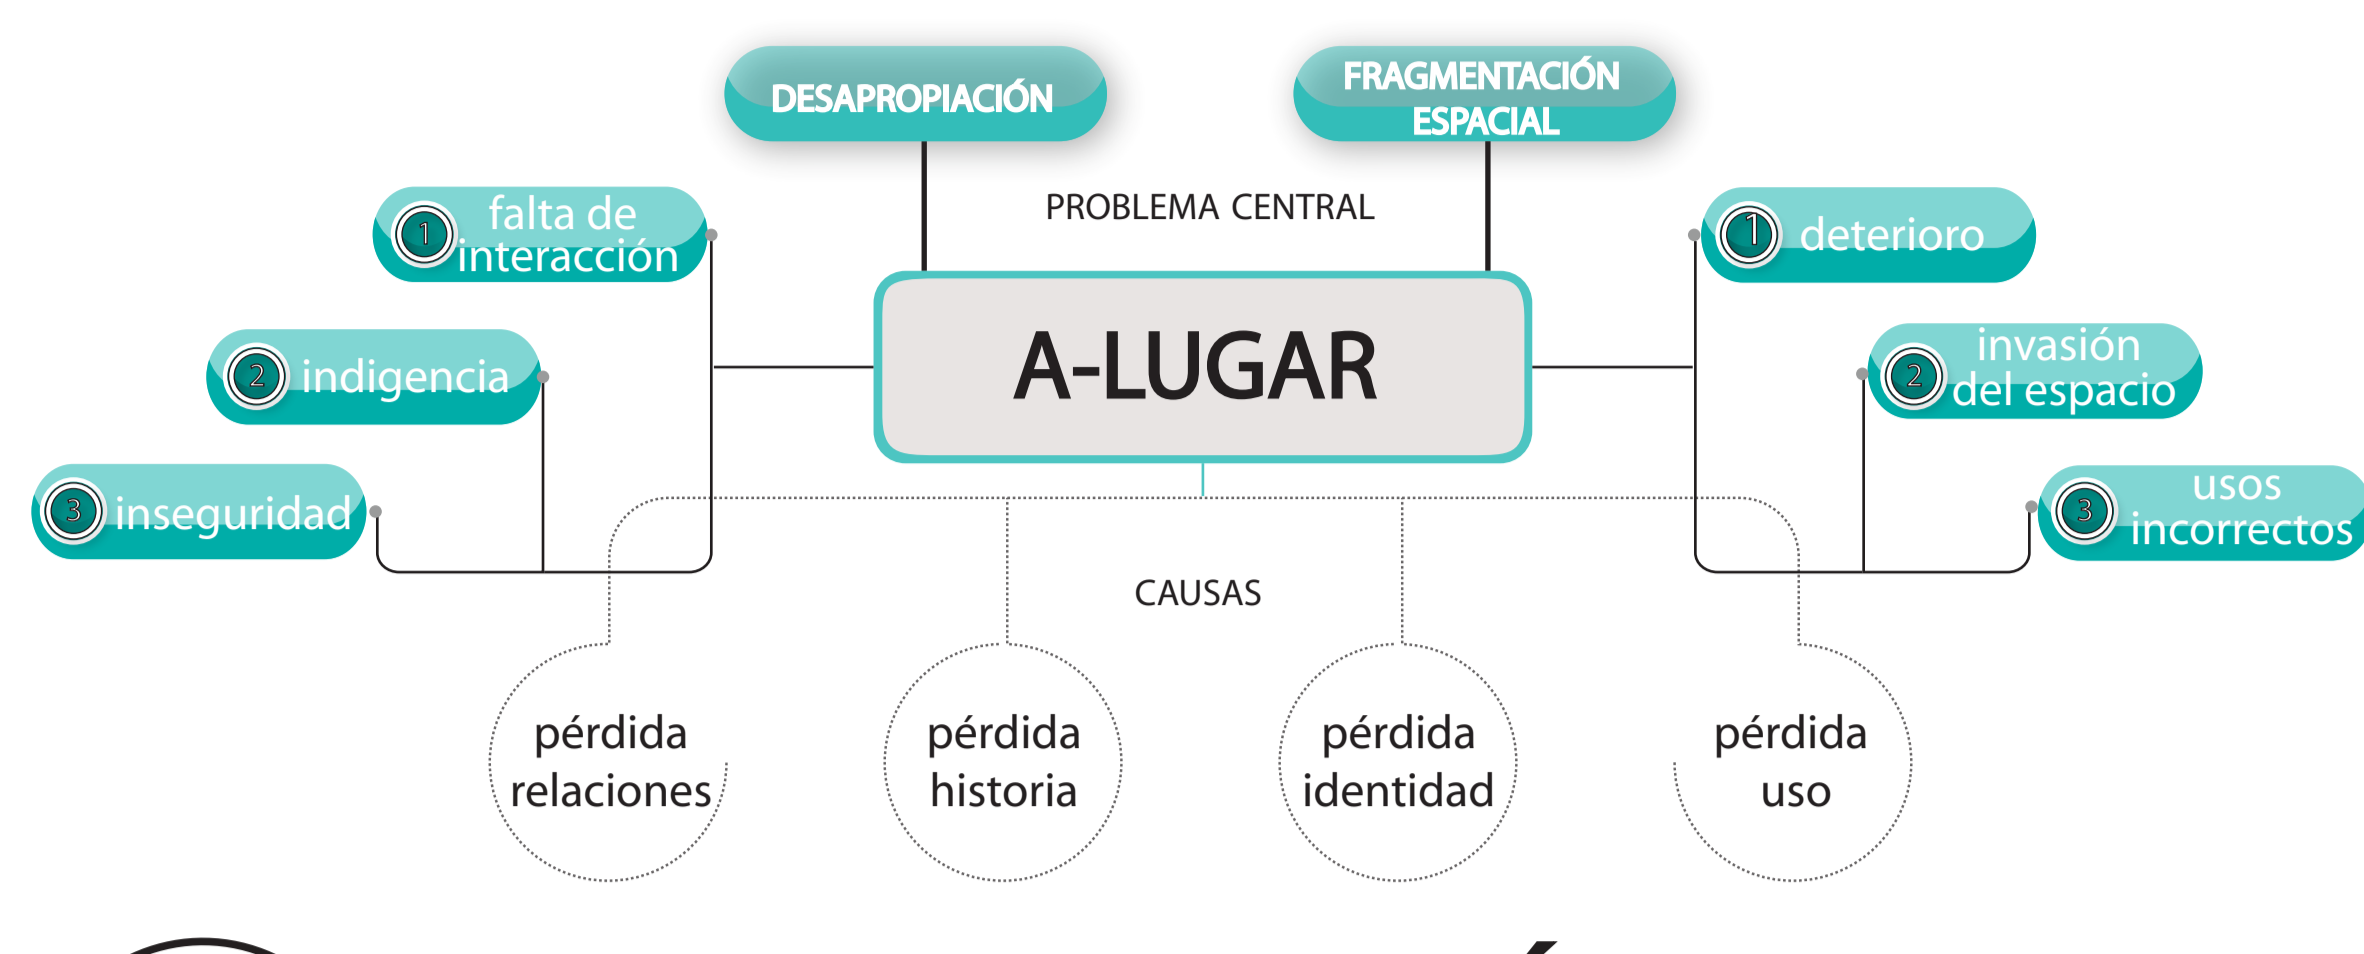 DESAPROPIACIÓN
FRAGMENTACIÓN
ESPACIAL
PROBLEMA CENTRAL
1 falta de
interacción
1 deterioro
A-LUGAR
2 indigencia
2 invasión
del espacio
3 inseguridad
3 usos
incorrectos
CAUSAS
pérdida
relaciones
pérdida
historia
pérdida
identidad
pérdida
uso